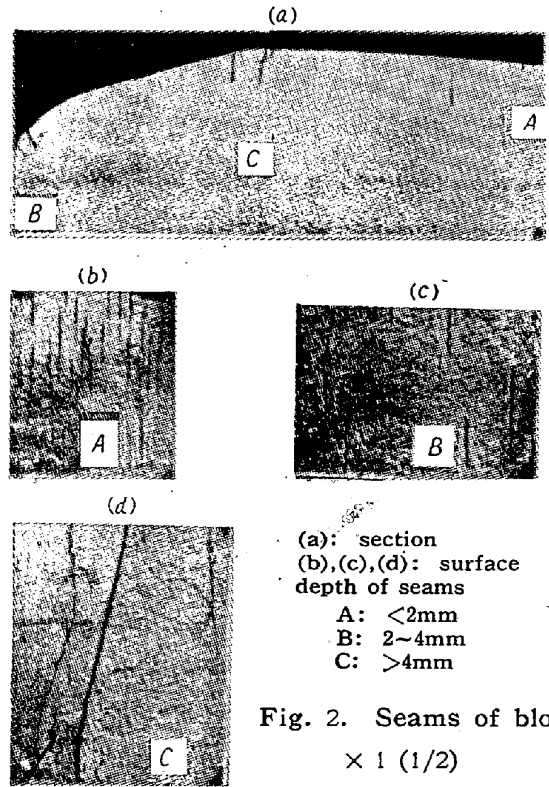 (a)
A
C
B
(b)
(c)
A
B
(d)
C
(a): section
(b),(c),(d): surface
depth of seams
A: <2mm
B: 2~4mm
C: >4mm
Fig. 2. Seams of blo
× 1 (1/2)